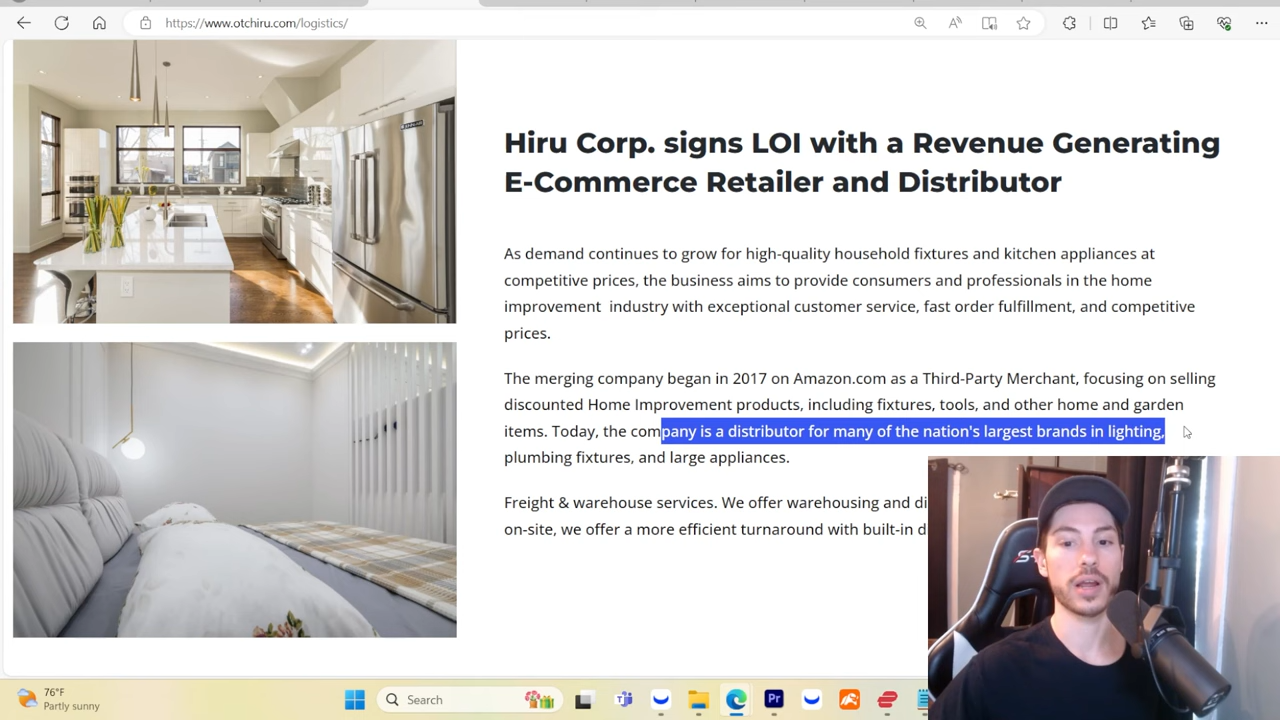 https://www.otchiru.com/logistics/
Hiru Corp. signs LOI with a Revenue Generating
E-Commerce Retailer and Distributor
As demand continues to grow for high-quality household fixtures and kitchen appliances at
competitive prices, the business aims to provide consumers and professionals in the home
improvement  industry with exceptional customer service, fast order fulfillment, and competitive
prices.
The merging company began in 2017 on Amazon.com as a Third-Party Merchant, focusing on selling
discounted Home Improvement products, including fixtures, tools, and other home and garden
items. Today, the company is a distributor for many of the nation's largest brands in lighting,
plumbing fixtures, and large appliances.
Freight & warehouse services. We offer warehousing and di
on-site, we offer a more efficient turnaround with built-in d
76°F
Partly sunny
Search
Pr